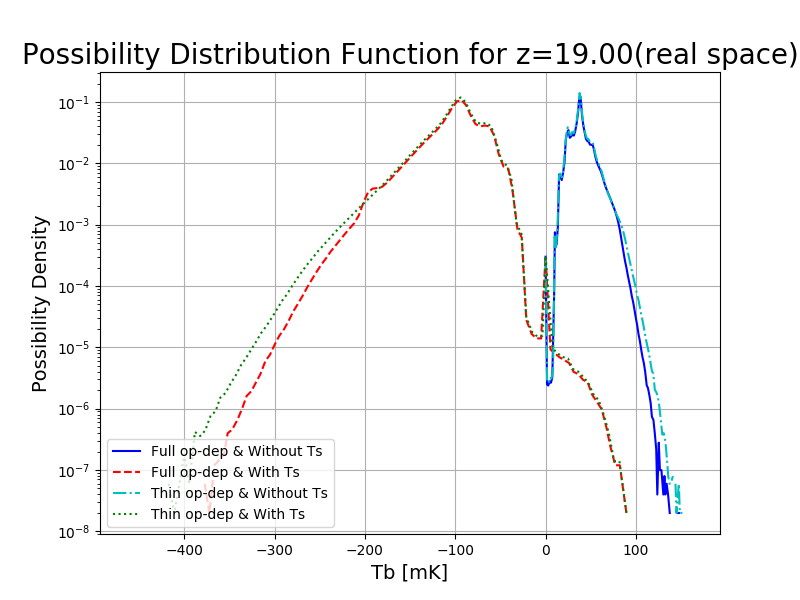 Possibility Distribution Function for z=19.00(real space)
Possibility Density
10⁻¹
10⁻²
10⁻³
10⁻⁴
10⁻⁵
10⁻⁶
10⁻⁷
10⁻⁸
Full op-dep & Without Ts
Full op-dep & With Ts
Thin op-dep & Without Ts
Thin op-dep & With Ts
−400 −300 −200 −100 0 100
Tb [mK]